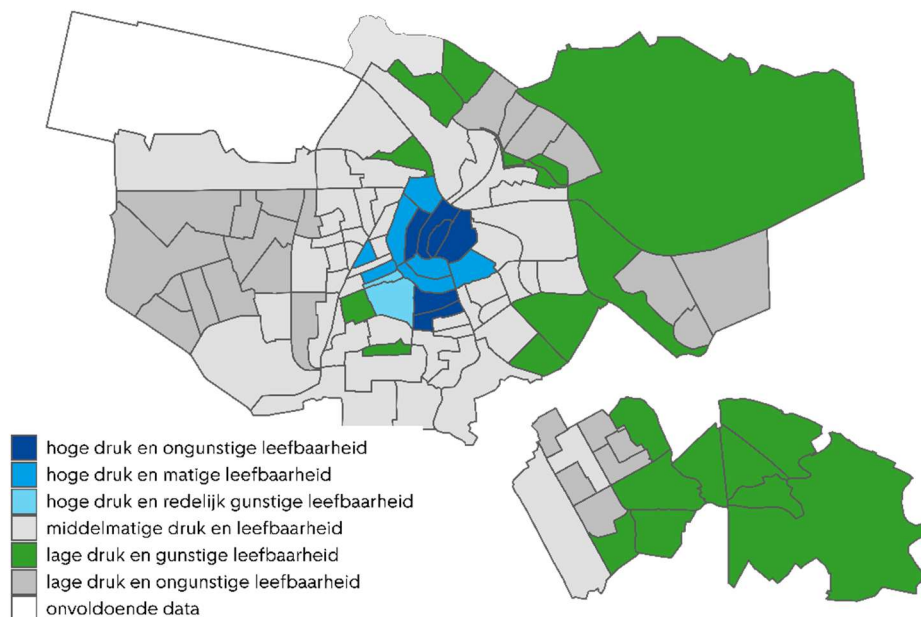 hoge druk en ongunstige leefbaarheid
hoge druk en matige leefbaarheid
hoge druk en redelijk gunstige leefbaarheid
middelmatige druk en leefbaarheid
lage druk en gunstige leefbaarheid
lage druk en ongunstige leefbaarheid
onvoldoende data